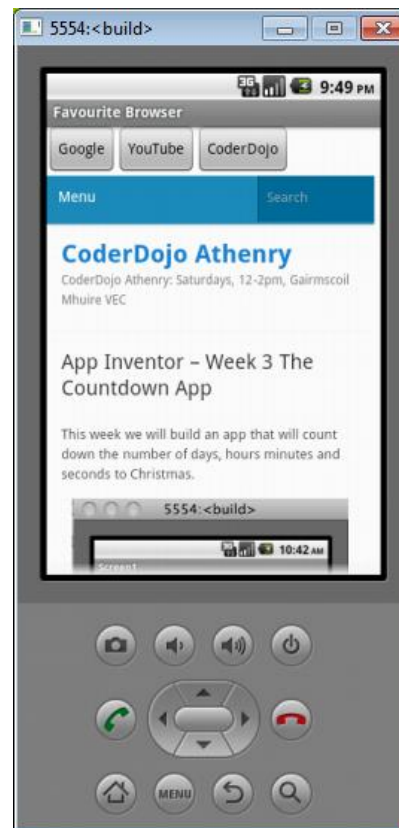 5554:<build>
3G
9:49 PM
Favourite Browser
Google YouTube CoderDojo
Menu Search
CoderDojo Athenry
CoderDojo Athenry: Saturdays, 12-2pm, Gairmscoil
Mhuire VEC
App Inventor – Week 3 The
Countdown App
This week we will build an app that will count
down the number of days, hours minutes and
seconds to Christmas.
5554:<build>
10:42 AM
Screen1
MENU